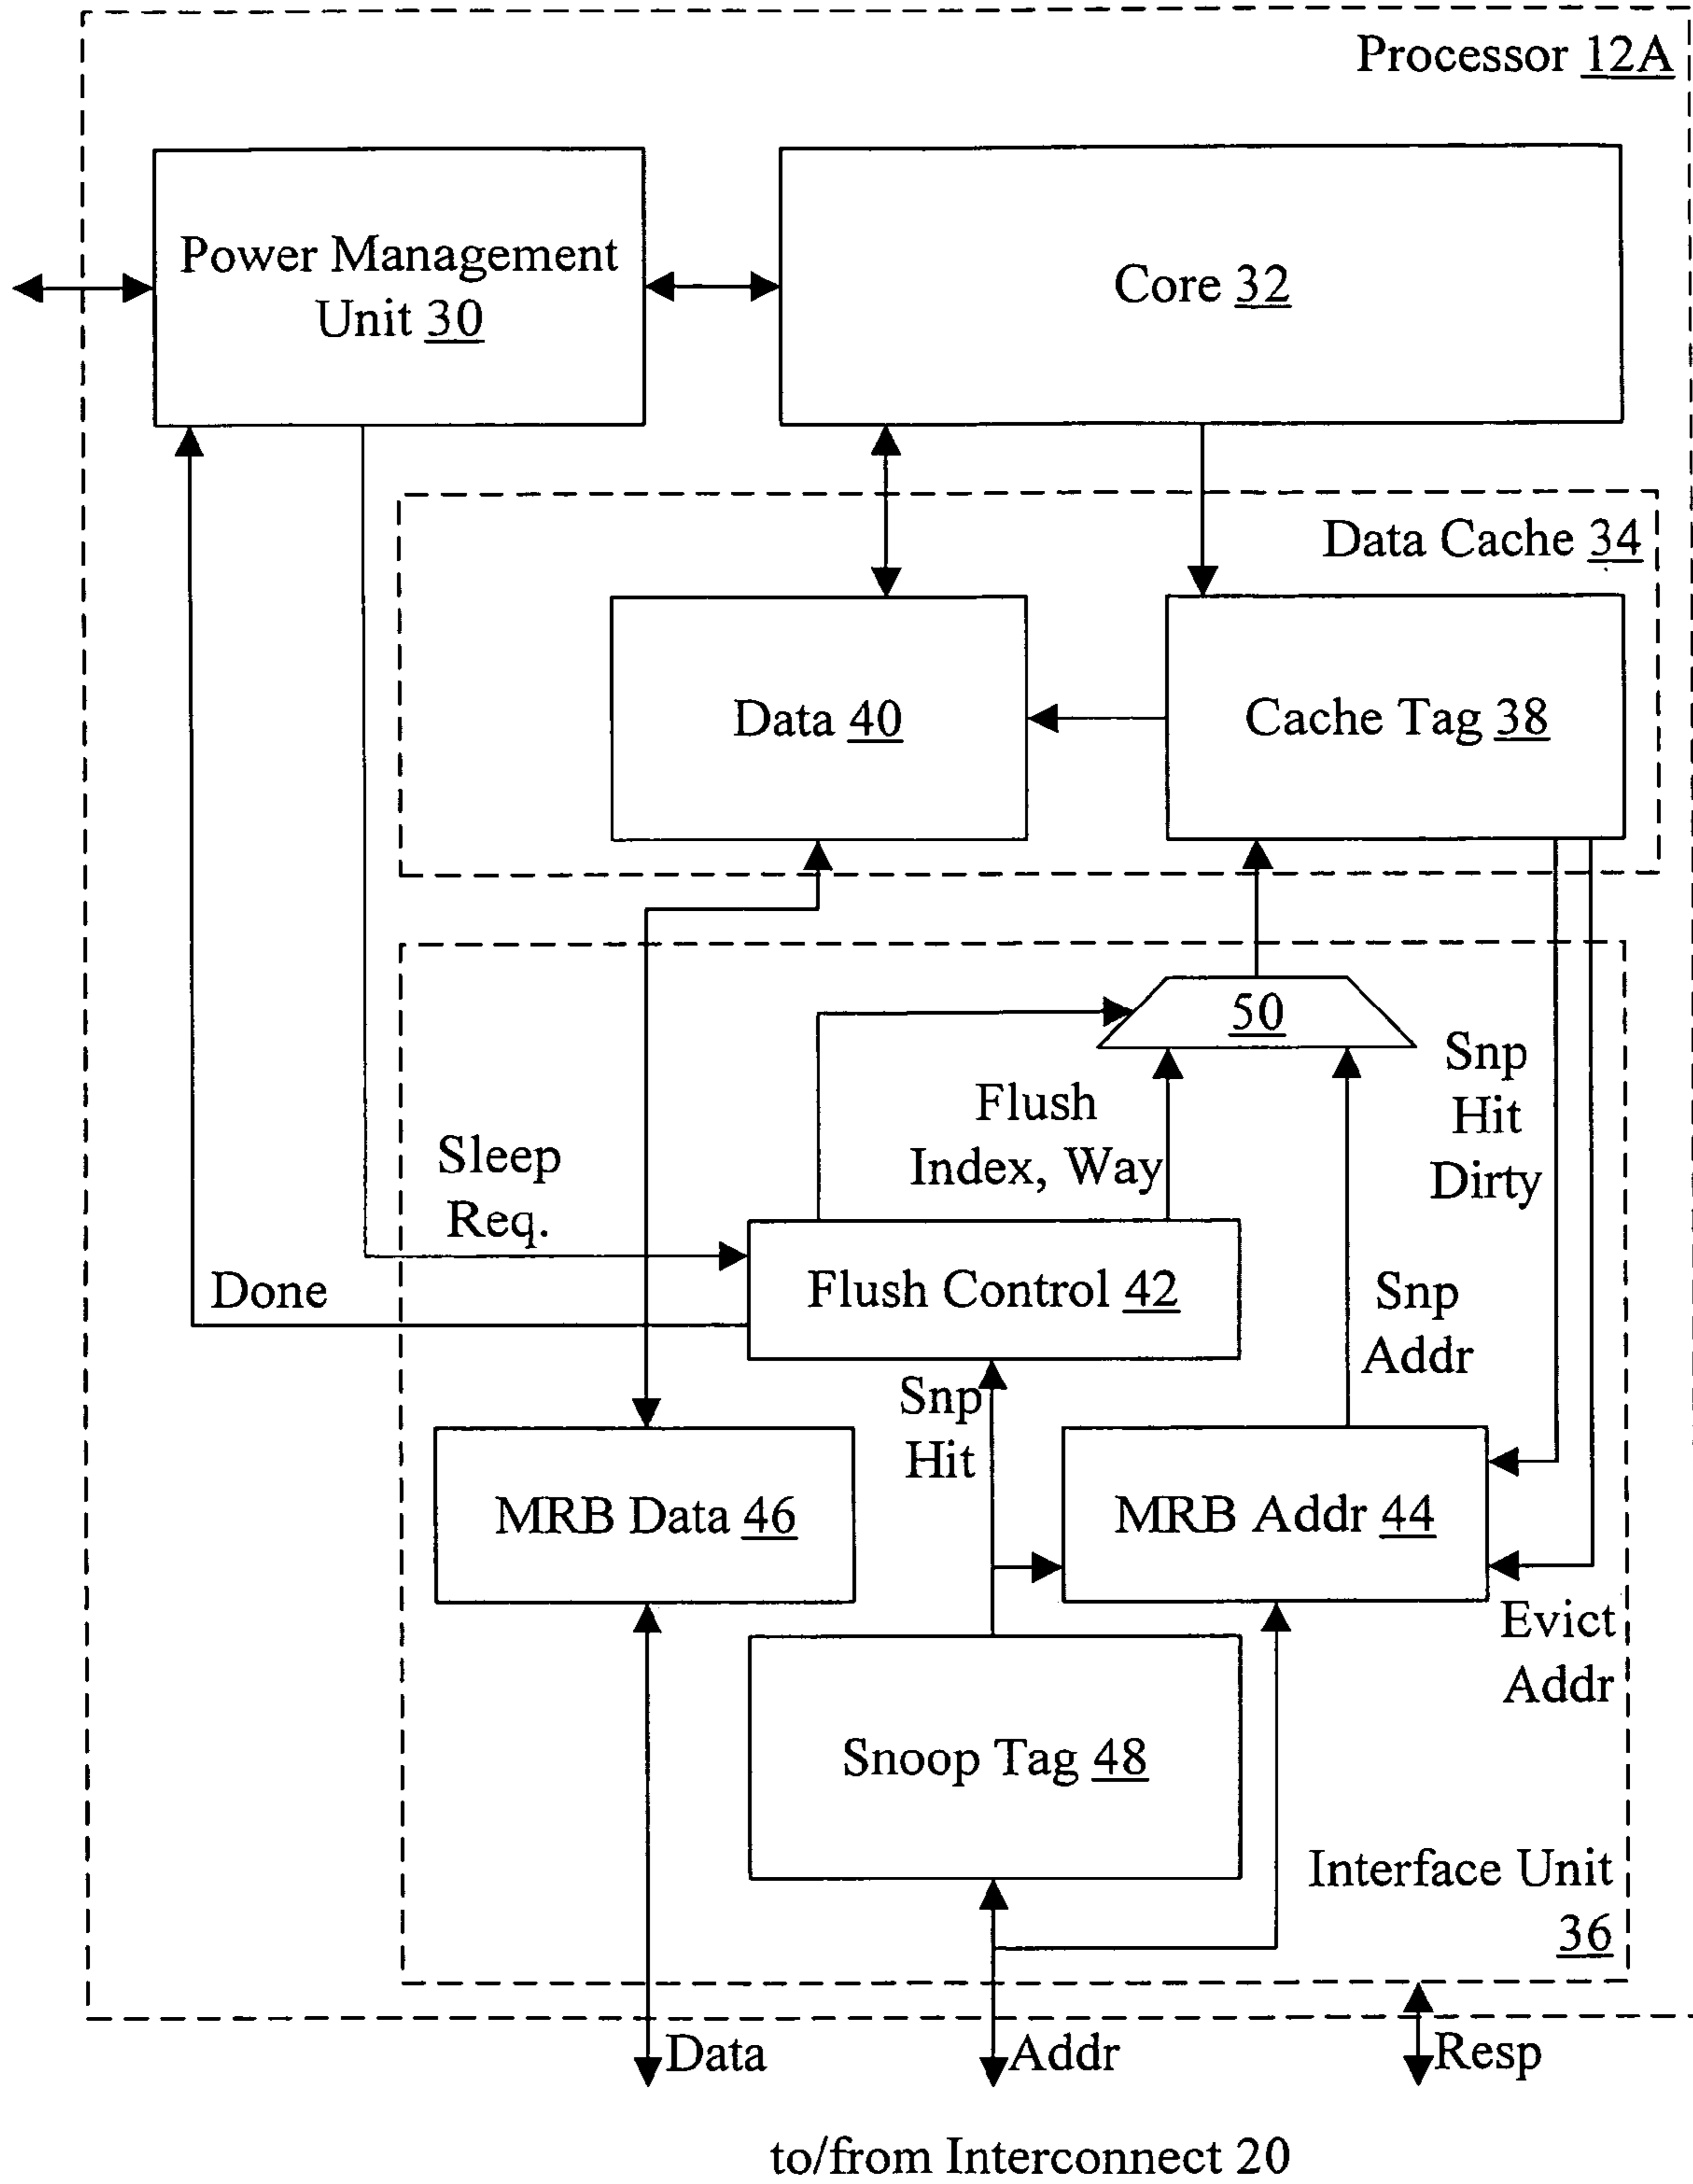 Processor 12A
Power Management
Unit 30
Core 32
Data Cache 34
Data 40
Cache Tag 38
50
Snp
Hit
Dirty
Flush
Index, Way
Sleep
Req.
Flush Control 42
Done
Snp
Addr
Snp
Hit
MRB Data 46
MRB Addr 44
Evict
Addr
Snoop Tag 48
Interface Unit
36
Data
Addr
Resp
to/from Interconnect 20